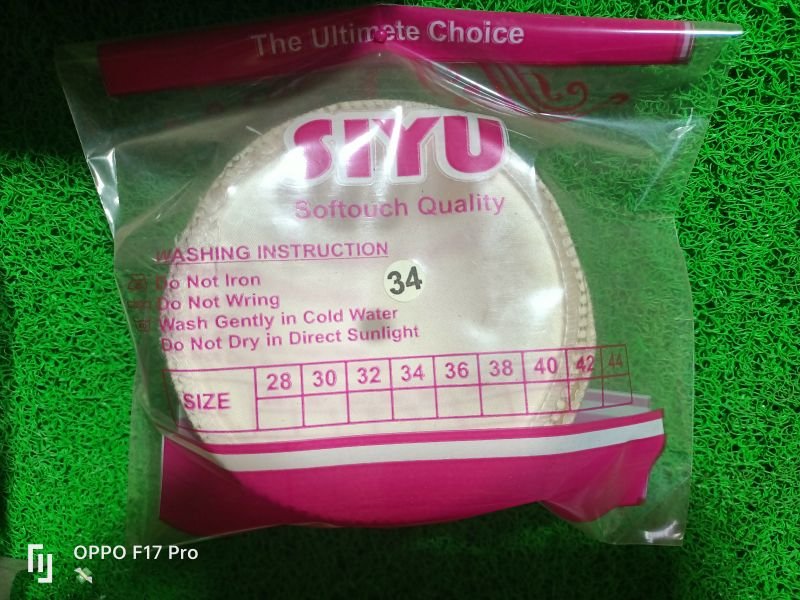 The Ultimete Choice
SIYU
Softouch Quality
WASHING INSTRUCTION
Do Not Iron
34
Do Not Wring
Wash Gently in Cold Water
Do Not Dry in Direct Sunlight
SIZE 28 30 32 34 36 38 40 42 44
OPPO F17 Pro